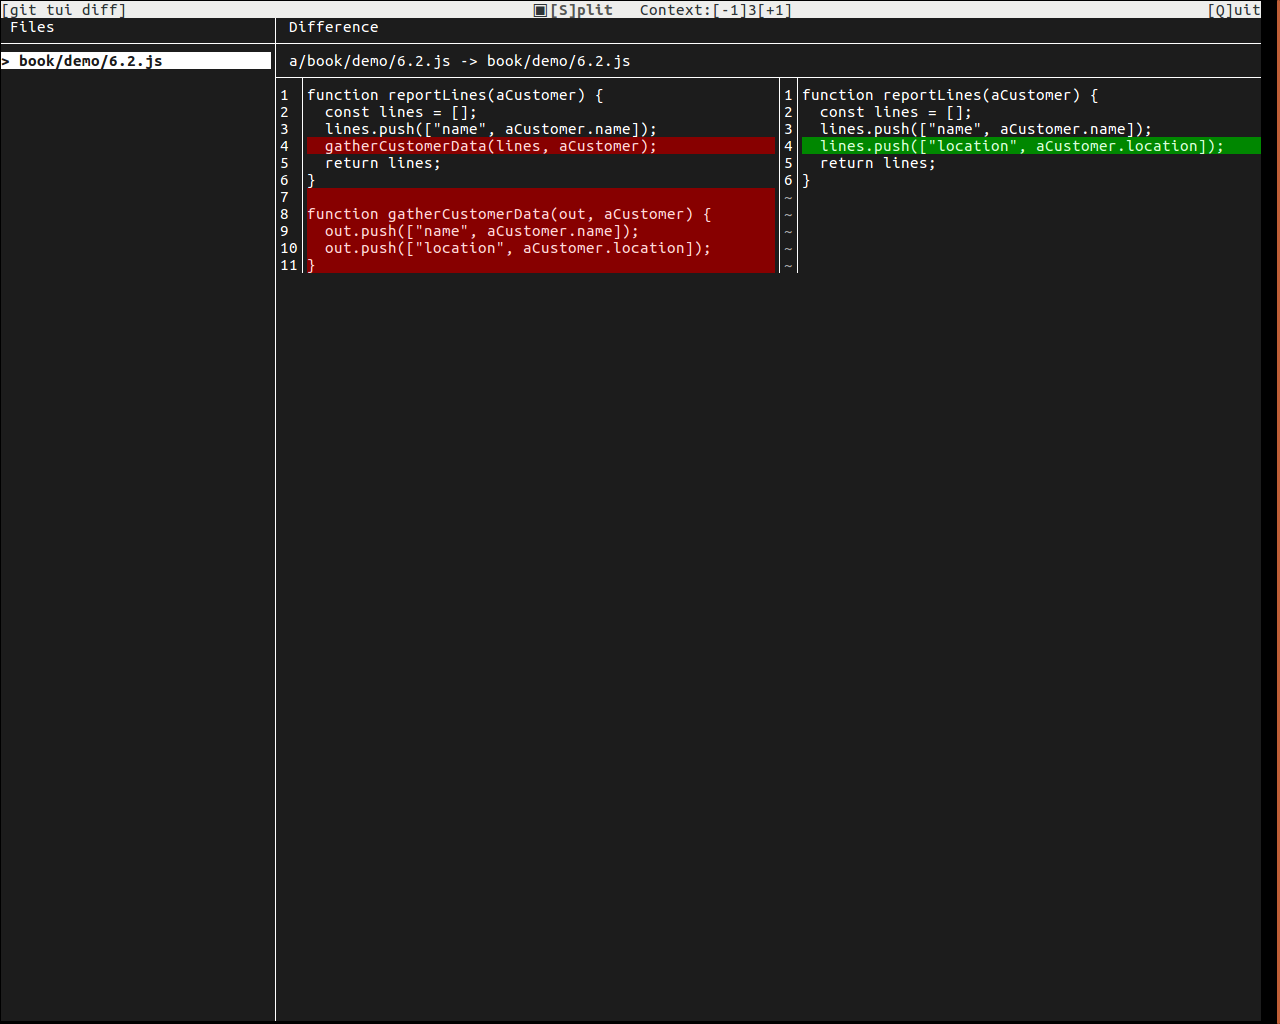 [git tui diff] ▣[S]plit Context:[-1]3[+1] [Q]uit
Files
Difference
> book/demo/6.2.js
a/book/demo/6.2.js -> book/demo/6.2.js
1 function reportLines(aCustomer) {
2   const lines = [];
3   lines.push(["name", aCustomer.name]);
4   gatherCustomerData(lines, aCustomer);
5   return lines;
6 }
7
8 function gatherCustomerData(out, aCustomer) {
9   out.push(["name", aCustomer.name]);
10   out.push(["location", aCustomer.location]);
11 }
1 function reportLines(aCustomer) {
2   const lines = [];
3   lines.push(["name", aCustomer.name]);
4   lines.push(["location", aCustomer.location]);
5   return lines;
6 }
~
~
~
~
~